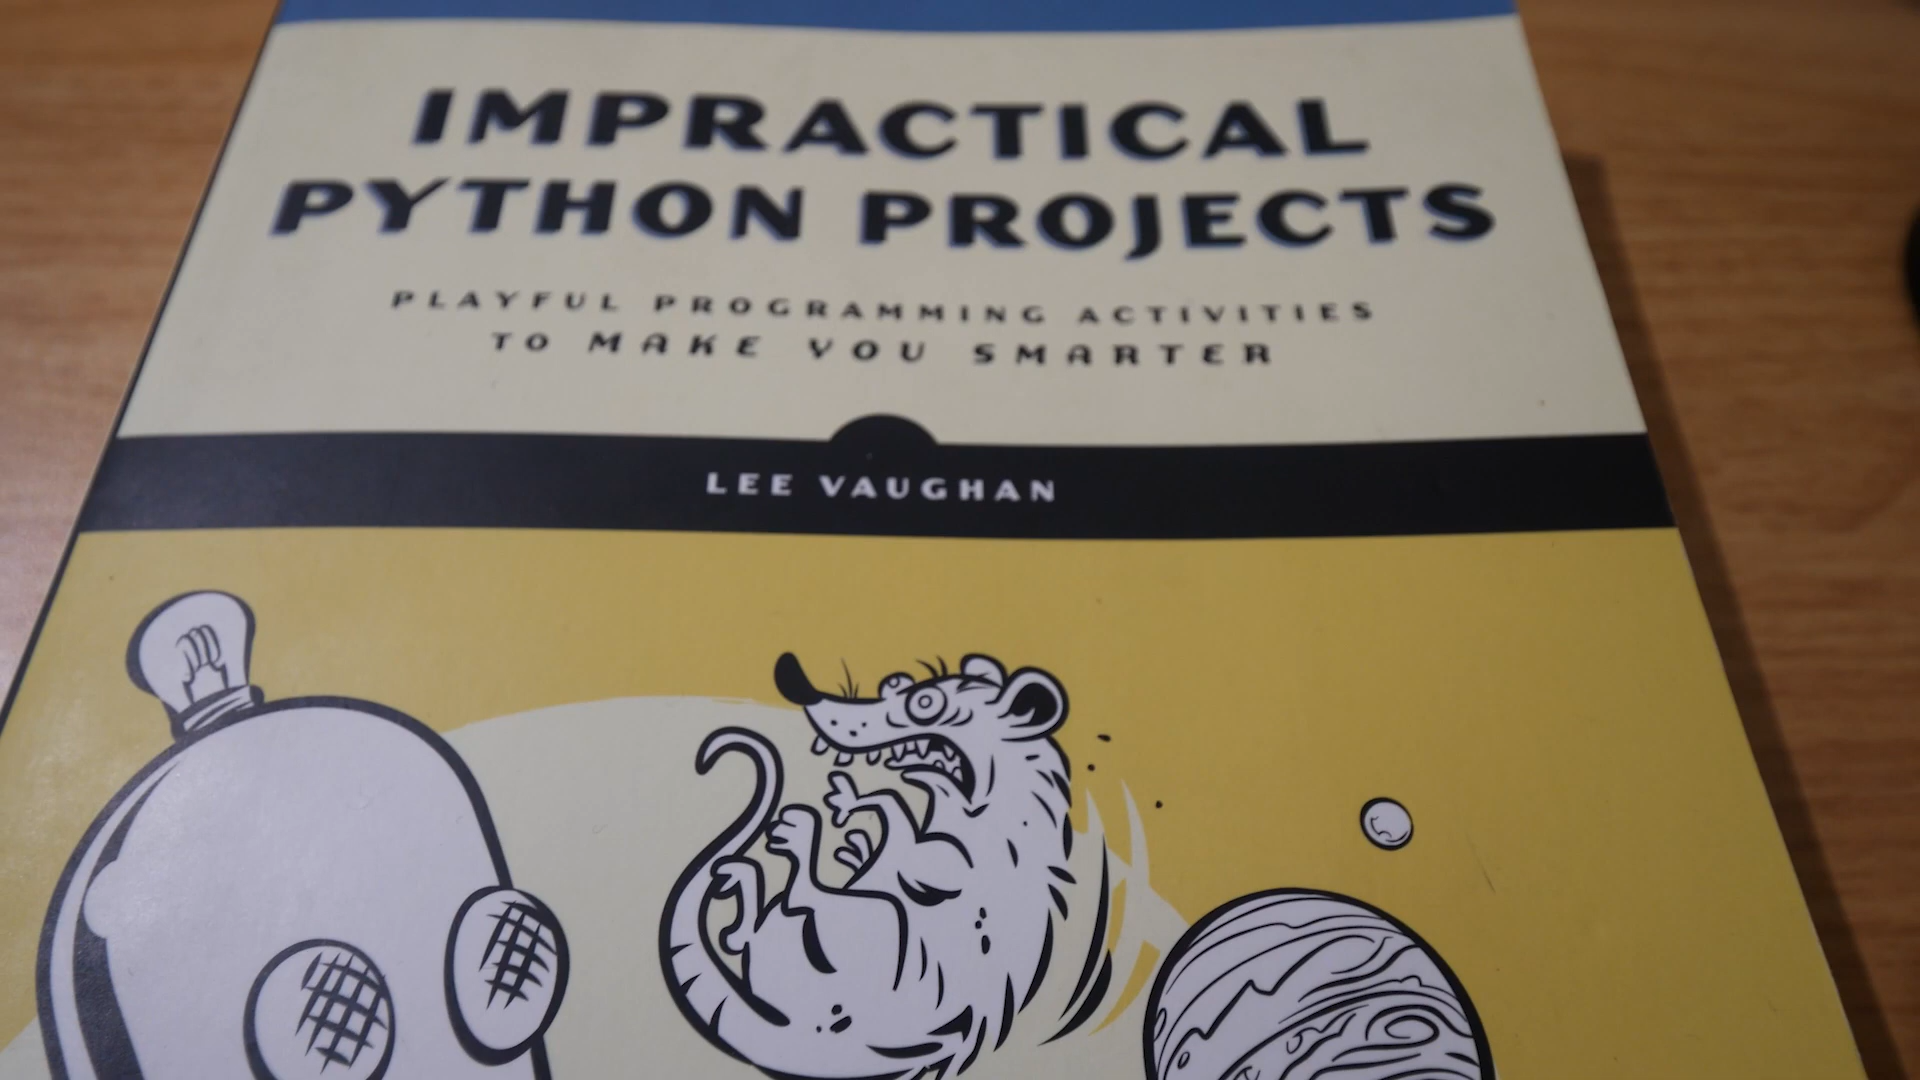 IMPRACTICAL
PYTHON PROJECTS
PLAYFUL PROGRAMMING ACTIVITIES
TO MAKE YOU SMARTER
LEE VAUGHAN